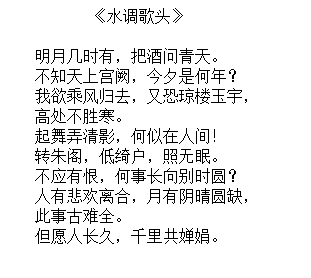 《水调歌头》
明月几时有，把酒问青天。
不知天上宫阙，今夕是何年？
我欲乘风归去，又恐琼楼玉宇，
高处不胜寒。
起舞弄清影，何似在人间！
转朱阁，低绮户，照无眠。
不应有恨，何事长向别时圆？
人有悲欢离合，月有阴晴圆缺，
此事古难全。
但愿人长久，千里共婵娟。